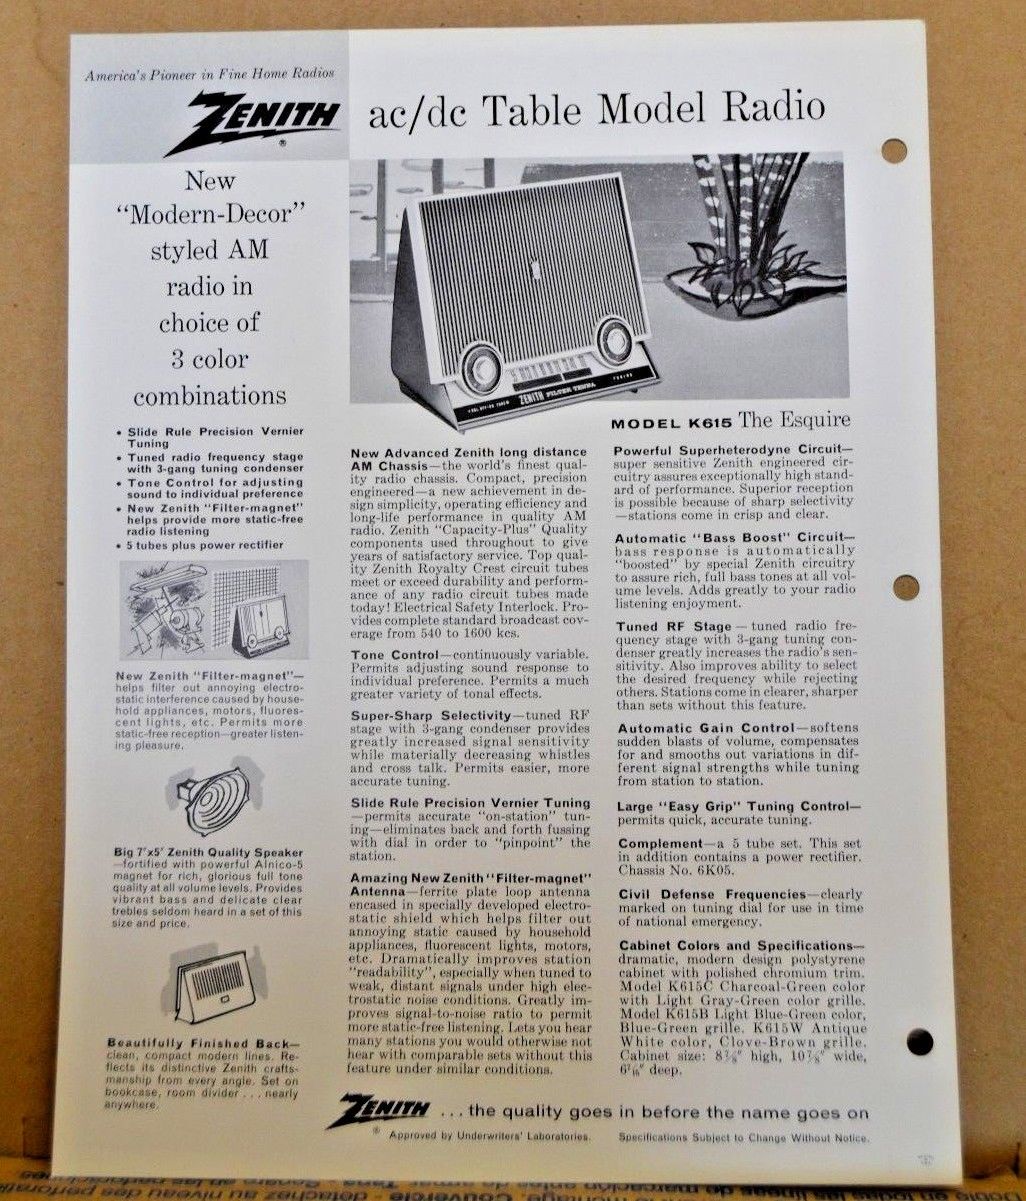 America's Pioneer in Fine Home Radios
ZENITH
®
ac/dc Table Model Radio
New
“Modern-Decor”
styled AM
radio in
choice of
3 color
combinations
• Slide Rule Precision Vernier
Tuning
• Tuned radio frequency stage
with 3-gang tuning condenser
• Tone Control for adjusting
sound to individual preference
• New Zenith "Filter-magnet"
helps provide more static-free
radio listening
• 5 tubes plus power rectifier
New Zenith "Filter-magnet"—
helps filter out annoying electro-
static interference caused by house-
hold appliances, motors, fluores-
cent lights, etc. Permits more
static-free reception—greater listen-
ing pleasure.
Big 7"x5" Zenith Quality Speaker
—fortified with powerful Alnico-5
magnet for rich, glorious full tone
quality at all volume levels. Provides
vibrant bass and delicate clear
trebles seldom heard in a set of this
size and price.
Beautifully Finished Back—
clean, compact modern lines. Re-
flects its distinctive Zenith crafts-
manship from every angle. Set on
bookcase, room divider . . . nearly
anywhere.
ZENITH FILTER TENNA
TUNING
MODEL K615 The Esquire
New Advanced Zenith long distance
AM Chassis—the world's finest qual-
ity radio chassis. Compact, precision
engineered—a new achievement in de-
sign simplicity, operating efficiency and
long-life performance in quality AM
radio. Zenith "Capacity-Plus" Quality
components used throughout to give
years of satisfactory service. Top qual-
ity Zenith Royalty Crest circuit tubes
meet or exceed durability and perform-
ance of any radio circuit tubes made
today! Electrical Safety Interlock. Pro-
vides complete standard broadcast cov-
erage from 540 to 1600 kcs.
Tone Control—continuously variable.
Permits adjusting sound response to
individual preference. Permits a much
greater variety of tonal effects.
Super-Sharp Selectivity—tuned RF
stage with 3-gang condenser provides
greatly increased signal sensitivity
while materially decreasing whistles
and cross talk. Permits easier, more
accurate tuning.
Slide Rule Precision Vernier Tuning
—permits accurate "on-station" tun-
ing—eliminates back and forth fussing
with dial in order to "pinpoint" the
station.
Amazing New Zenith "Filter-magnet"
Antenna—ferrite plate loop antenna
encased in specially developed electro-
static shield which helps filter out
annoying static caused by household
appliances, fluorescent lights, motors,
etc. Dramatically improves station
"readability", especially when tuned to
weak, distant signals under high elec-
trostatic noise conditions. Greatly im-
proves signal-to-noise ratio to permit
more static-free listening. Lets you hear
many stations you would otherwise not
hear with comparable sets without this
feature under similar conditions.
Powerful Superheterodyne Circuit—
super sensitive Zenith engineered cir-
cuitry assures exceptionally high stand-
ard of performance. Superior reception
is possible because of sharp selectivity
—stations come in crisp and clear.
Automatic "Bass Boost" Circuit—
bass response is automatically
"boosted" by special Zenith circuitry
to assure rich, full bass tones at all vol-
ume levels. Adds greatly to your radio
listening enjoyment.
Tuned RF Stage — tuned radio fre-
quency stage with 3-gang tuning con-
denser greatly increases the radio's sen-
sitivity. Also improves ability to select
the desired frequency while rejecting
others. Stations come in clearer, sharper
than sets without this feature.
Automatic Gain Control—softens
sudden blasts of volume, compensates
for and smooths out variations in dif-
ferent signal strengths while tuning
from station to station.
Large "Easy Grip" Tuning Control—
permits quick, accurate tuning.
Complement—a 5 tube set. This set
in addition contains a power rectifier.
Chassis No. 6K05.
Civil Defense Frequencies—clearly
marked on tuning dial for use in time
of national emergency.
Cabinet Colors and Specifications—
dramatic, modern design polystyrene
cabinet with polished chromium trim.
Model K615C Charcoal-Green color
with Light Gray-Green color grille.
Model K615B Light Blue-Green color,
Blue-Green grille. K615W Antique
White color, Clove-Brown grille.
Cabinet size: 8⅞" high, 10⅞" wide,
deep.
ZENITH ... the quality goes in before the name goes on
® Approved by Underwriters' Laboratories. Specifications Subject to Change Without Notice.